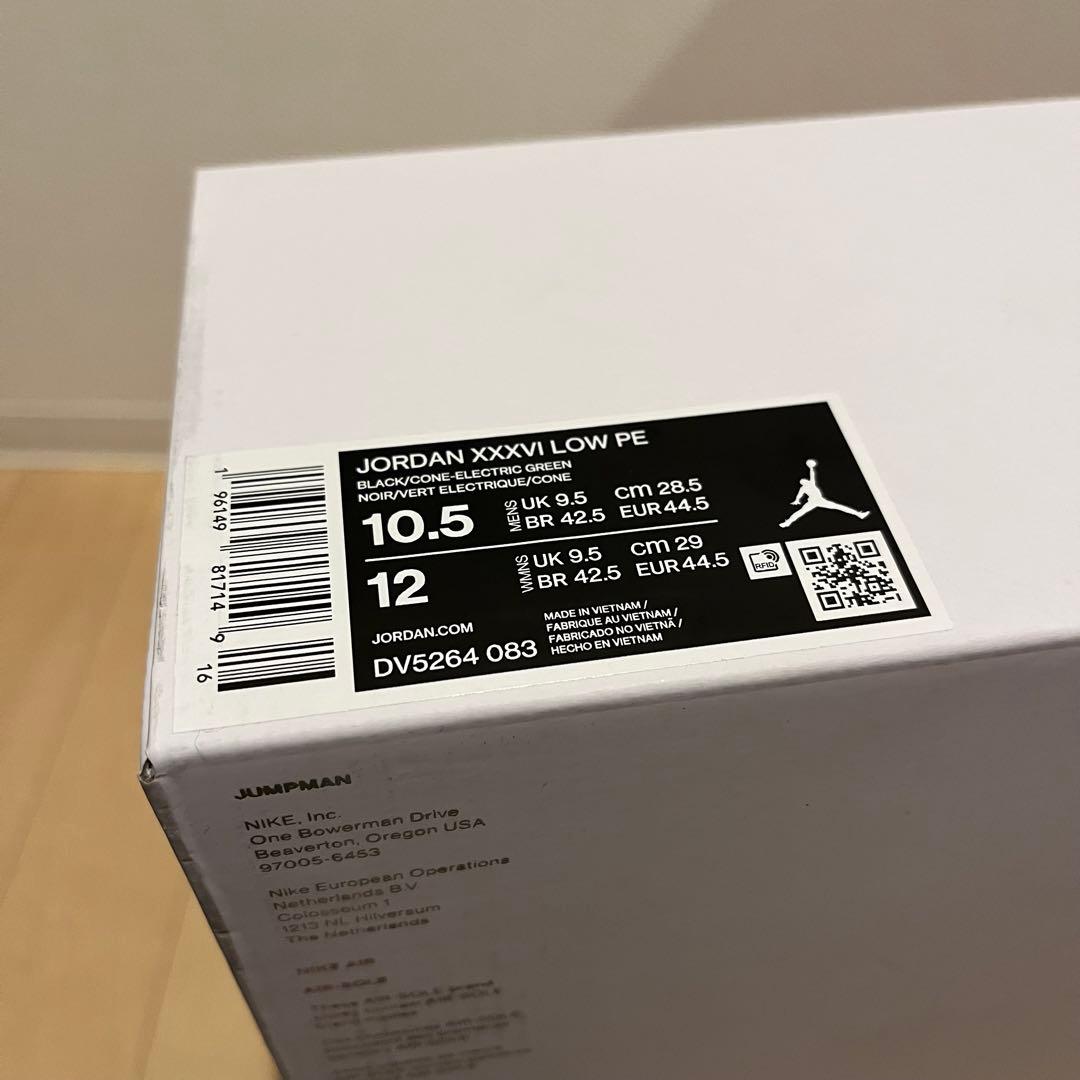 1 96149 81714 9 16
JORDAN XXXVI LOW PE
BLACK/CONE-ELECTRIC GREEN
NOIR/VERT ELECTRIQUE/CONE
10.5 MENS UK 9.5 cm 28.5
BR 42.5 EUR 44.5
12 WMNS UK 9.5 cm 29
BR 42.5 EUR 44.5
RFID
JORDAN.COM
DV5264 083
MADE IN VIETNAM /
FABRIQUE AU VIETNAM /
FABRICADO NO VIETNÃ /
HECHO EN VIETNAM
JUMPMAN
NIKE, Inc.
One Bowerman Drive
Beaverton, Oregon USA
97005-6453
Nike European Operations
Netherlands B.V.
Colosseum 1
1213 NL Hilversum
The Netherlands
NIKE AIR
AIR-SOLE